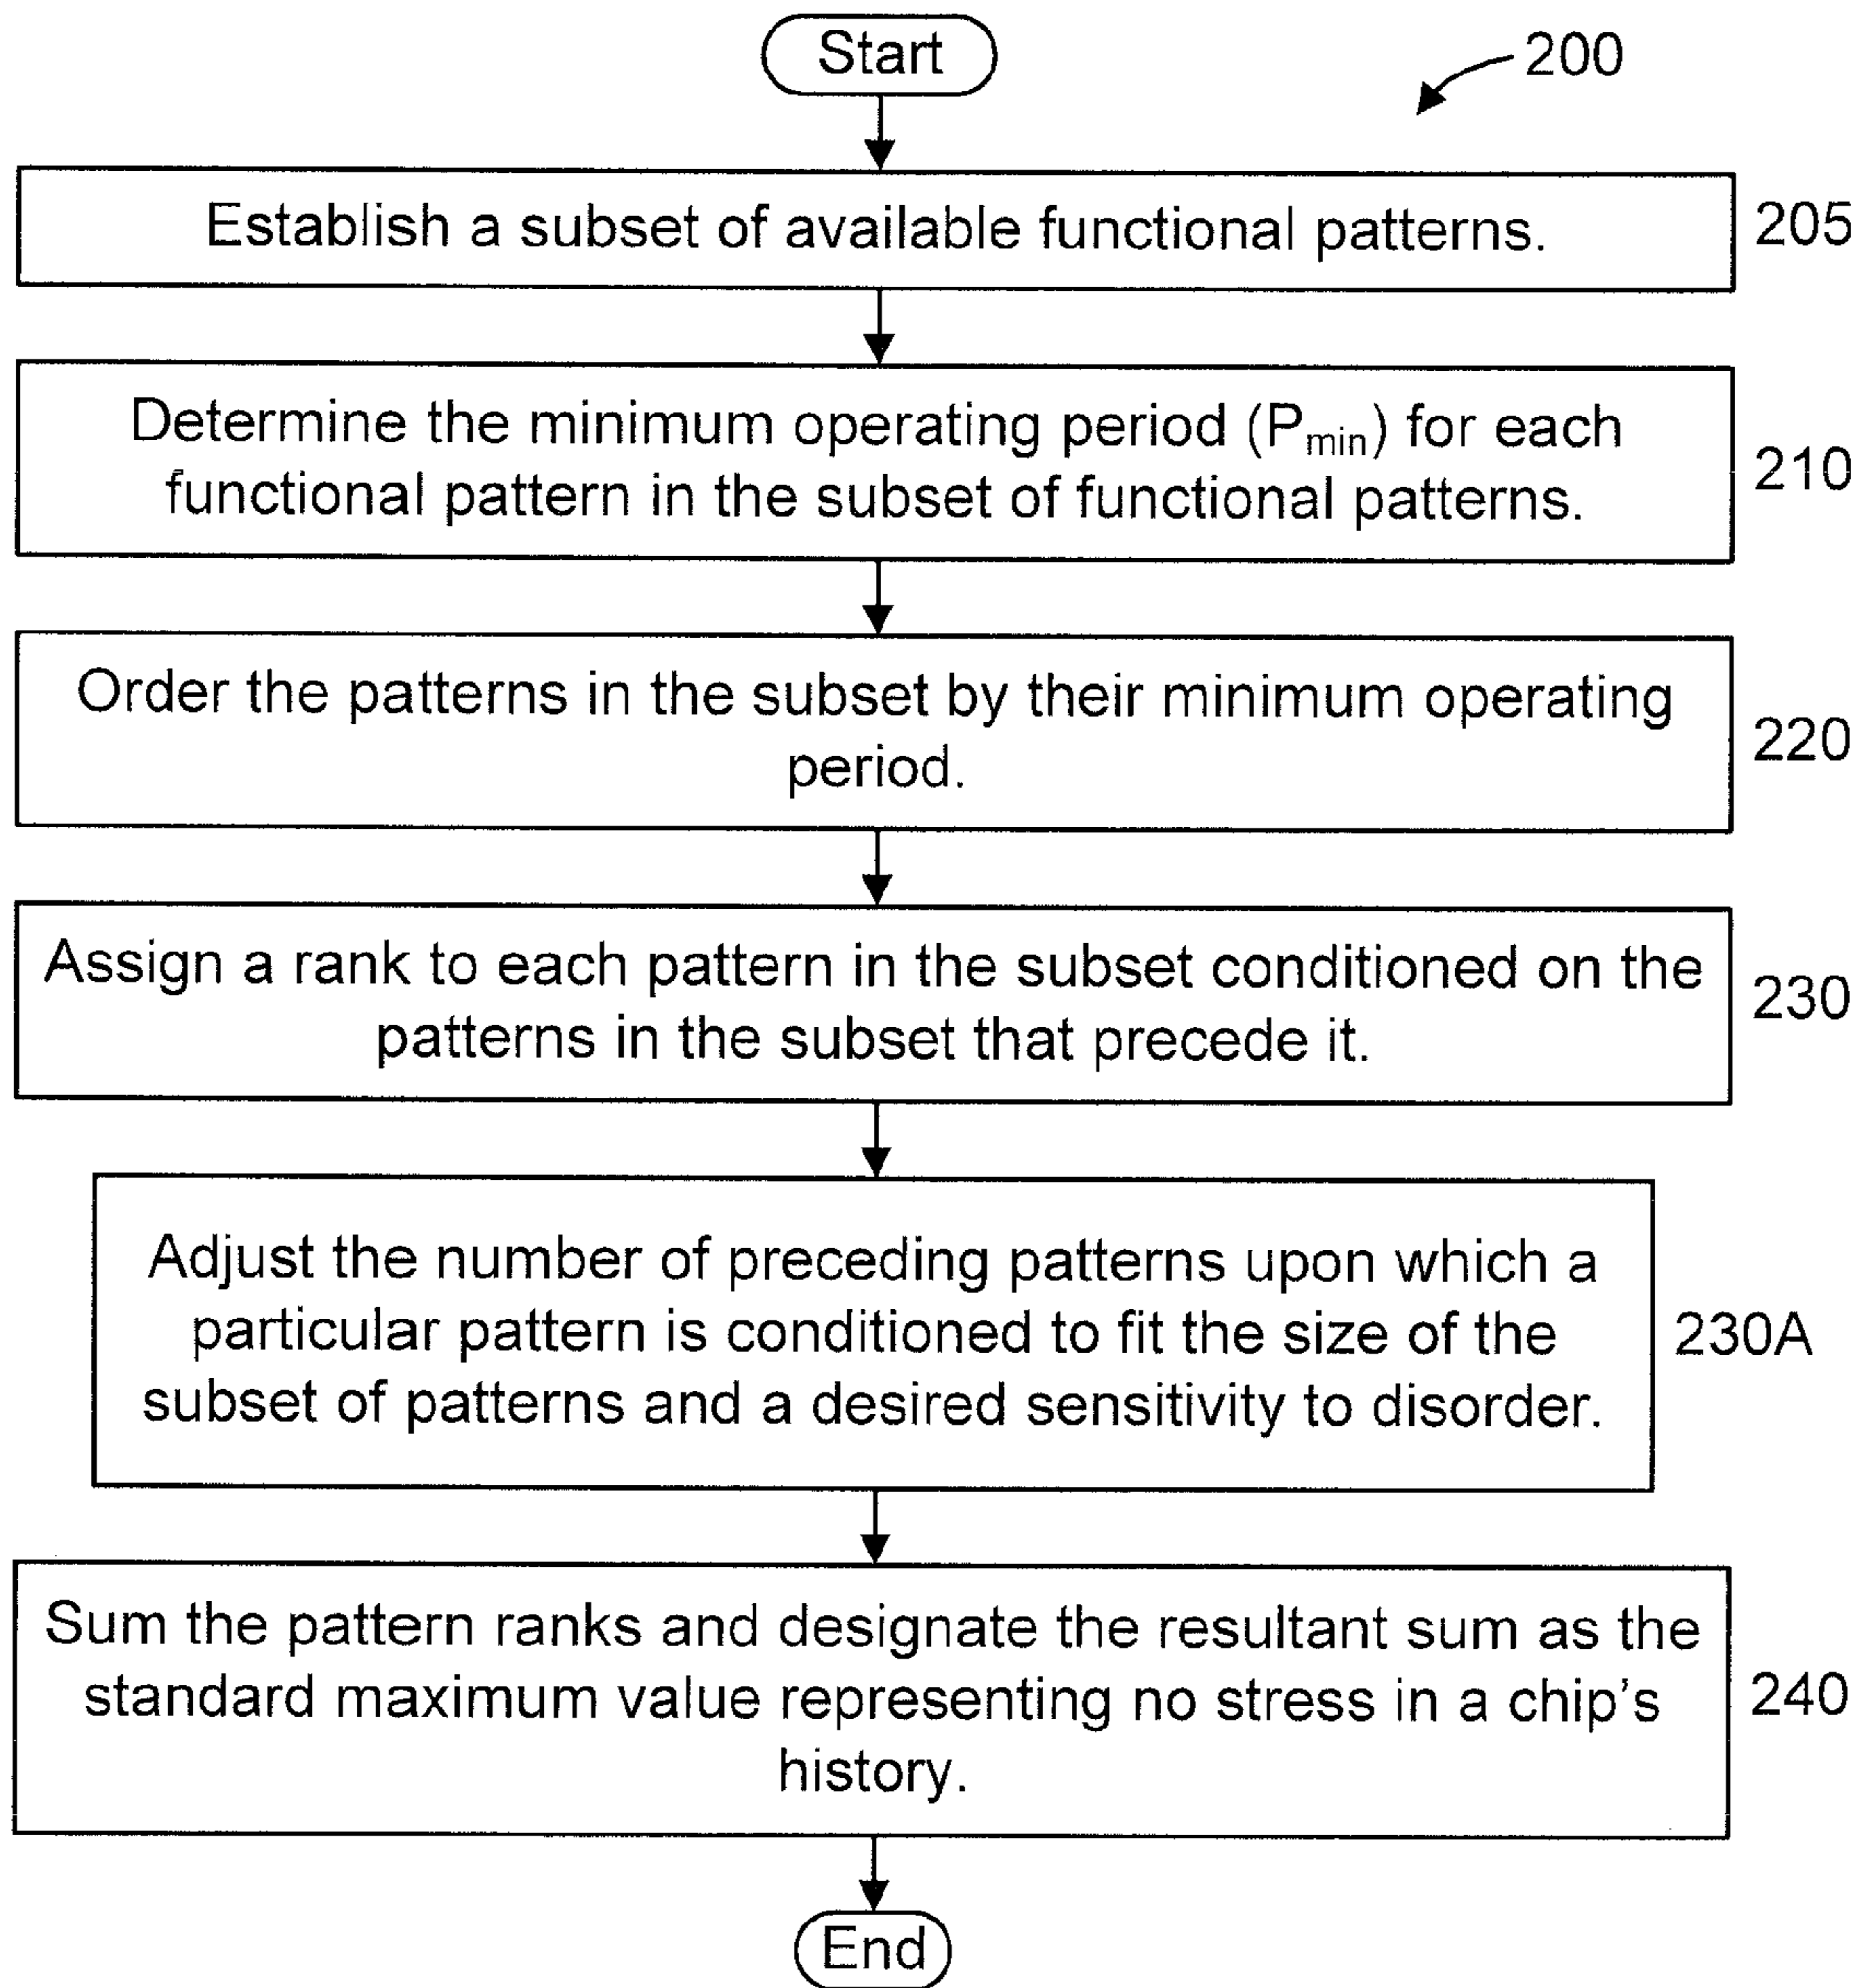 Start
200
Establish a subset of available functional patterns.
205
Determine the minimum operating period (Pmin) for each
functional pattern in the subset of functional patterns.
210
Order the patterns in the subset by their minimum operating
period.
220
Assign a rank to each pattern in the subset conditioned on the
patterns in the subset that precede it.
230
Adjust the number of preceding patterns upon which a
particular pattern is conditioned to fit the size of the
subset of patterns and a desired sensitivity to disorder.
230A
Sum the pattern ranks and designate the resultant sum as the
standard maximum value representing no stress in a chip's
history.
240
End